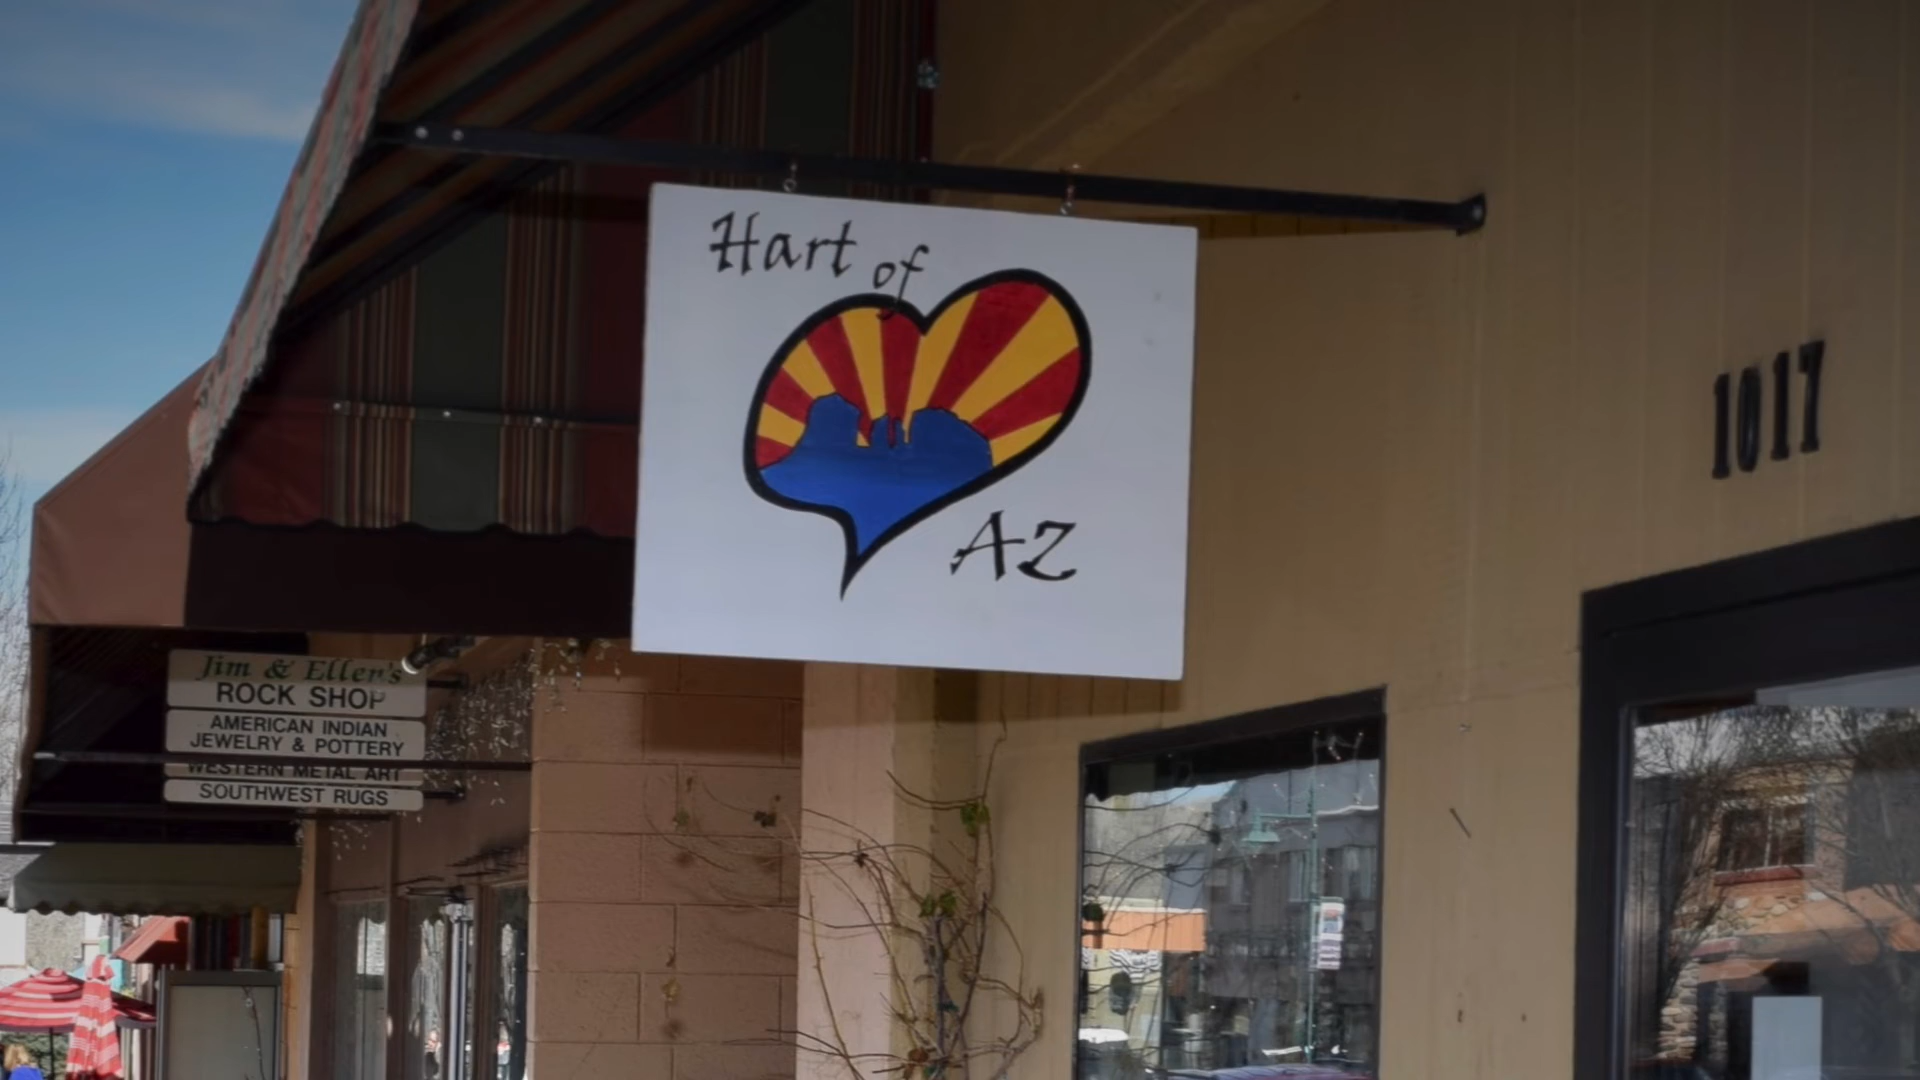 Hart of
AZ
1017
Jim & Ellen's
ROCK SHOP
AMERICAN INDIAN
JEWELRY & POTTERY
WESTERN METAL ART
SOUTHWEST RUGS